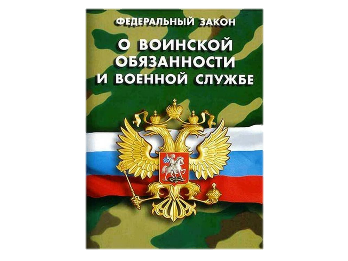 ФЕДЕРАЛЬНЫЙ ЗАКОН
О ВОИНСКОЙ
ОБЯЗАННОСТИ
И ВОЕННОЙ СЛУЖБЕ